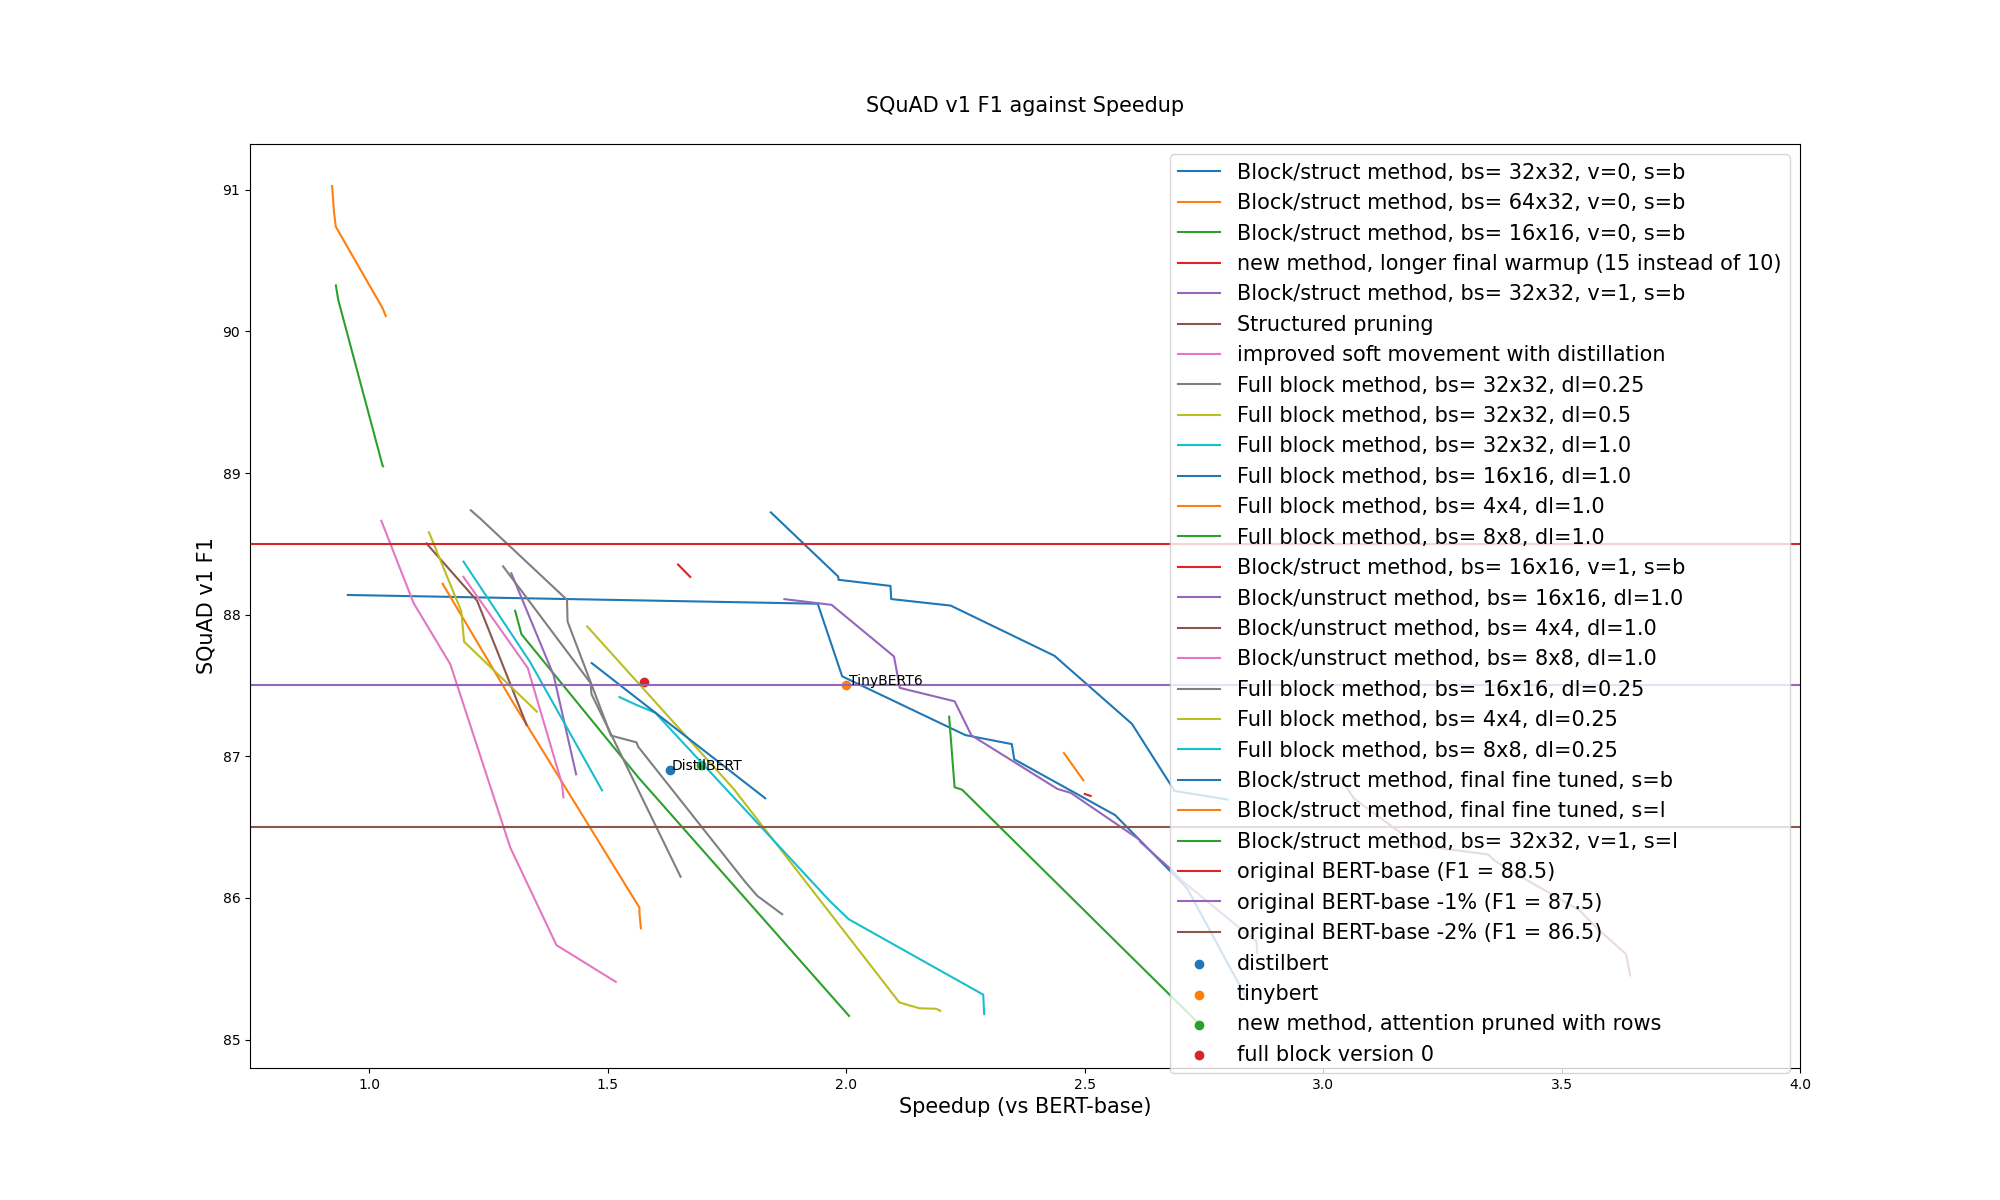 SQuAD v1 F1 against Speedup
SQuAD v1 F1
91
90
89
88
87
86
85
TinyBERT6
DistilBERT
Block/struct method, bs= 32x32, v=0, s=b
Block/struct method, bs= 64x32, v=0, s=b
Block/struct method, bs= 16x16, v=0, s=b
new method, longer final warmup (15 instead of 10)
Block/struct method, bs= 32x32, v=1, s=b
Structured pruning
improved soft movement with distillation
Full block method, bs= 32x32, dl=0.25
Full block method, bs= 32x32, dl=0.5
Full block method, bs= 32x32, dl=1.0
Full block method, bs= 16x16, dl=1.0
Full block method, bs= 4x4, dl=1.0
Full block method, bs= 8x8, dl=1.0
Block/struct method, bs= 16x16, v=1, s=b
Block/unstruct method, bs= 16x16, dl=1.0
Block/unstruct method, bs= 4x4, dl=1.0
Block/unstruct method, bs= 8x8, dl=1.0
Full block method, bs= 16x16, dl=0.25
Full block method, bs= 4x4, dl=0.25
Full block method, bs= 8x8, dl=0.25
Block/struct method, final fine tuned, s=b
Block/struct method, final fine tuned, s=l
Block/struct method, bs= 32x32, v=1, s=l
original BERT-base (F1 = 88.5)
original BERT-base -1% (F1 = 87.5)
original BERT-base -2% (F1 = 86.5)
distilbert
tinybert
new method, attention pruned with rows
full block version 0
1.0 1.5 2.0 2.5 3.0 3.5 4.0
Speedup (vs BERT-base)